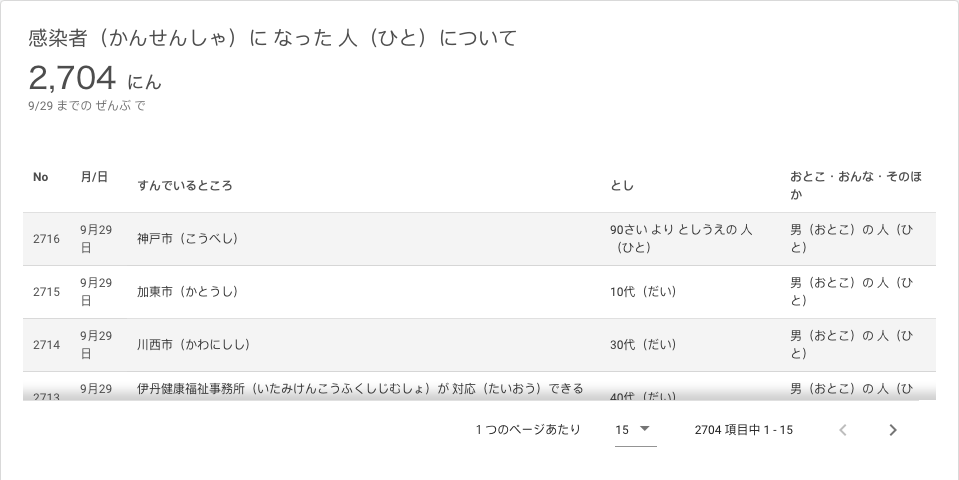 感染者（かんせんしゃ）に なった 人（ひと）について
2,704 にん
9/29 までの ぜんぶ で
No 月/日 すんでいるところ とし おとこ・おんな・そのほ
か
2716 9月29
日 神戸市（こうべし） 90さい より としうえの 人
（ひと） 男（おとこ）の 人（ひ
と）
2715 9月29
日 加東市（かとうし） 10代（だい） 男（おとこ）の 人（ひ
と）
2714 9月29
日 川西市（かわにしし） 30代（だい） 男（おとこ）の 人（ひ
と）
2713 9月29 伊丹健康福祉事務所（いたみけんこうふくしじむしょ）が 対応（たいおう）できる 40代（だい） 男（おとこ）の 人（ひ
1 つのページあたり 15 2704 項目中 1 - 15